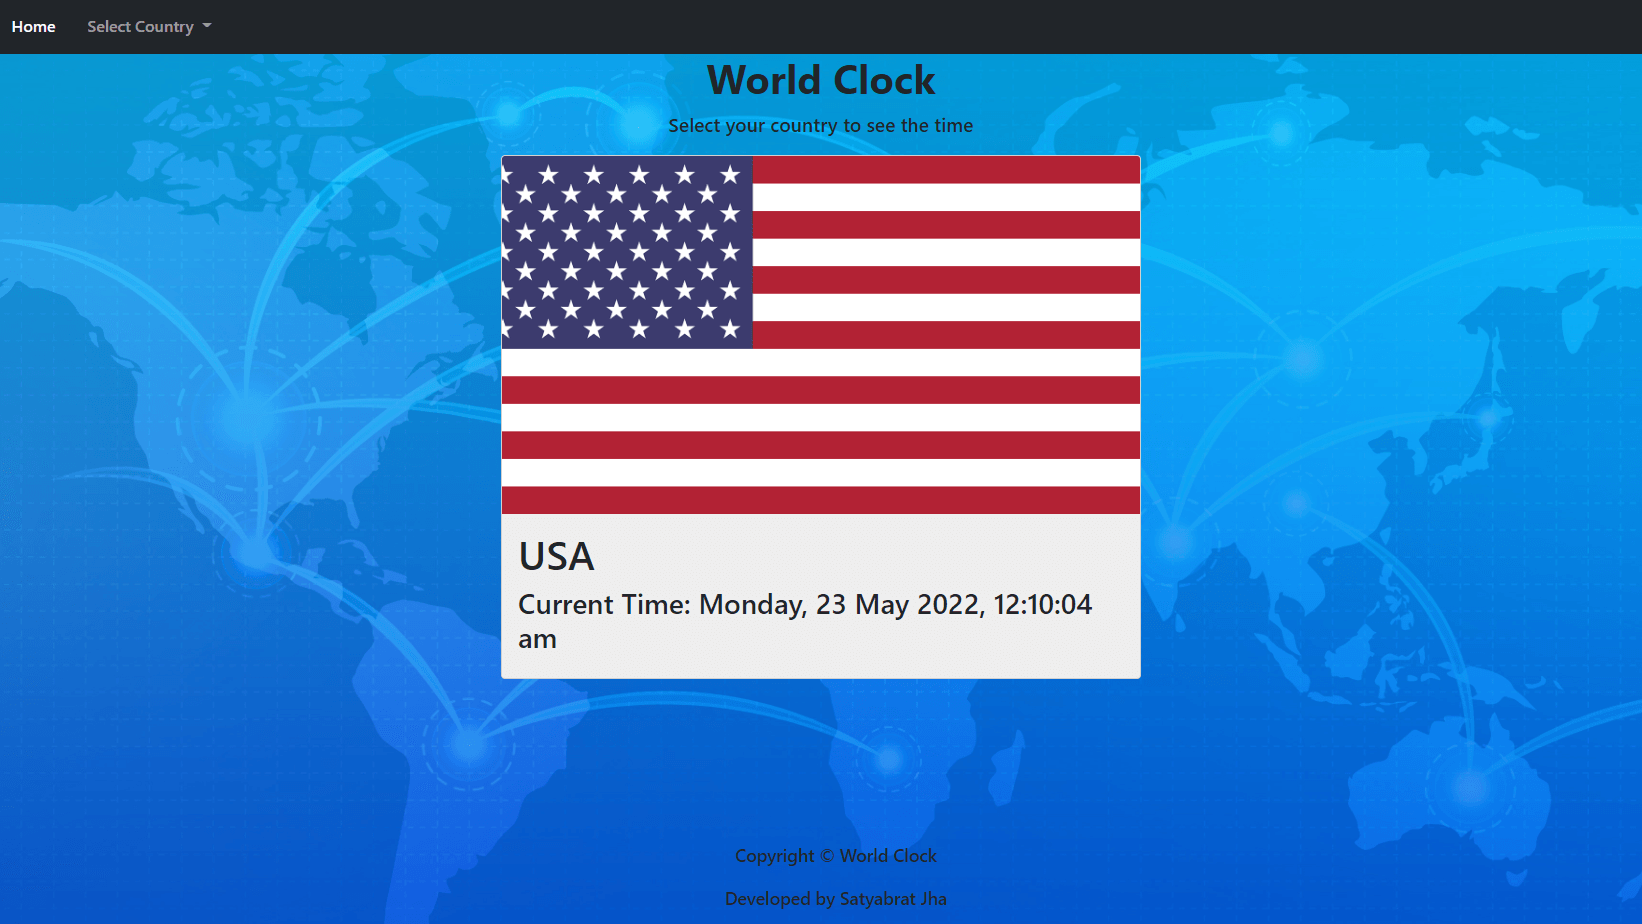 Home Select Country
World Clock
Select your country to see the time
USA
Current Time: Monday, 23 May 2022, 12:10:04
am
Copyright © World Clock
Developed by Satyabrat Jha